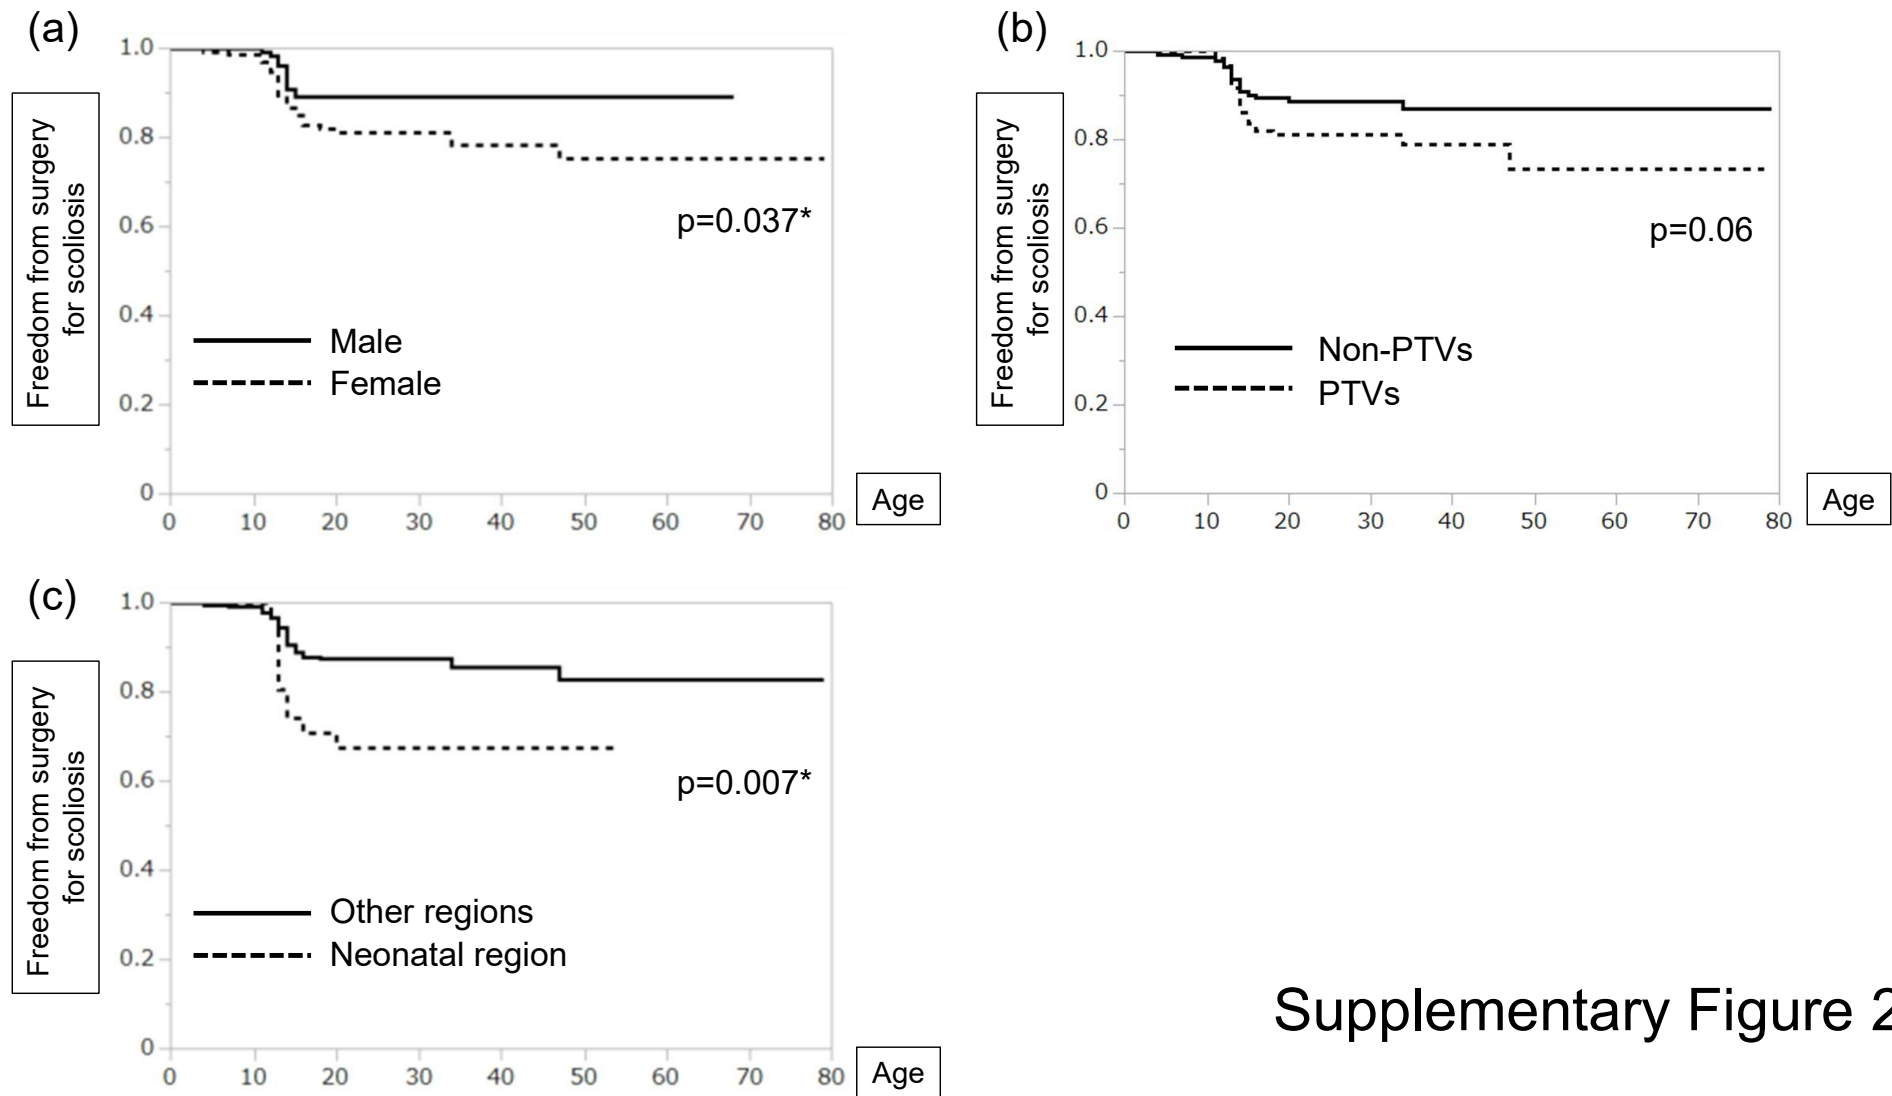 (a)
1.0
0.8
0.6
0.4
0.2
0
0 10 20 30 40 50 60 70 80
Freedom from surgery
for scoliosis
p=0.037*
Male
Female
Age
(b)
1.0
0.8
0.6
0.4
0.2
0
0 10 20 30 40 50 60 70 80
Freedom from surgery
for scoliosis
p=0.06
Non-PTVs
PTVs
Age
(c)
1.0
0.8
0.6
0.4
0.2
0
0 10 20 30 40 50 60 70 80
Freedom from surgery
for scoliosis
p=0.007*
Other regions
Neonatal region
Age
Supplementary Figure 2